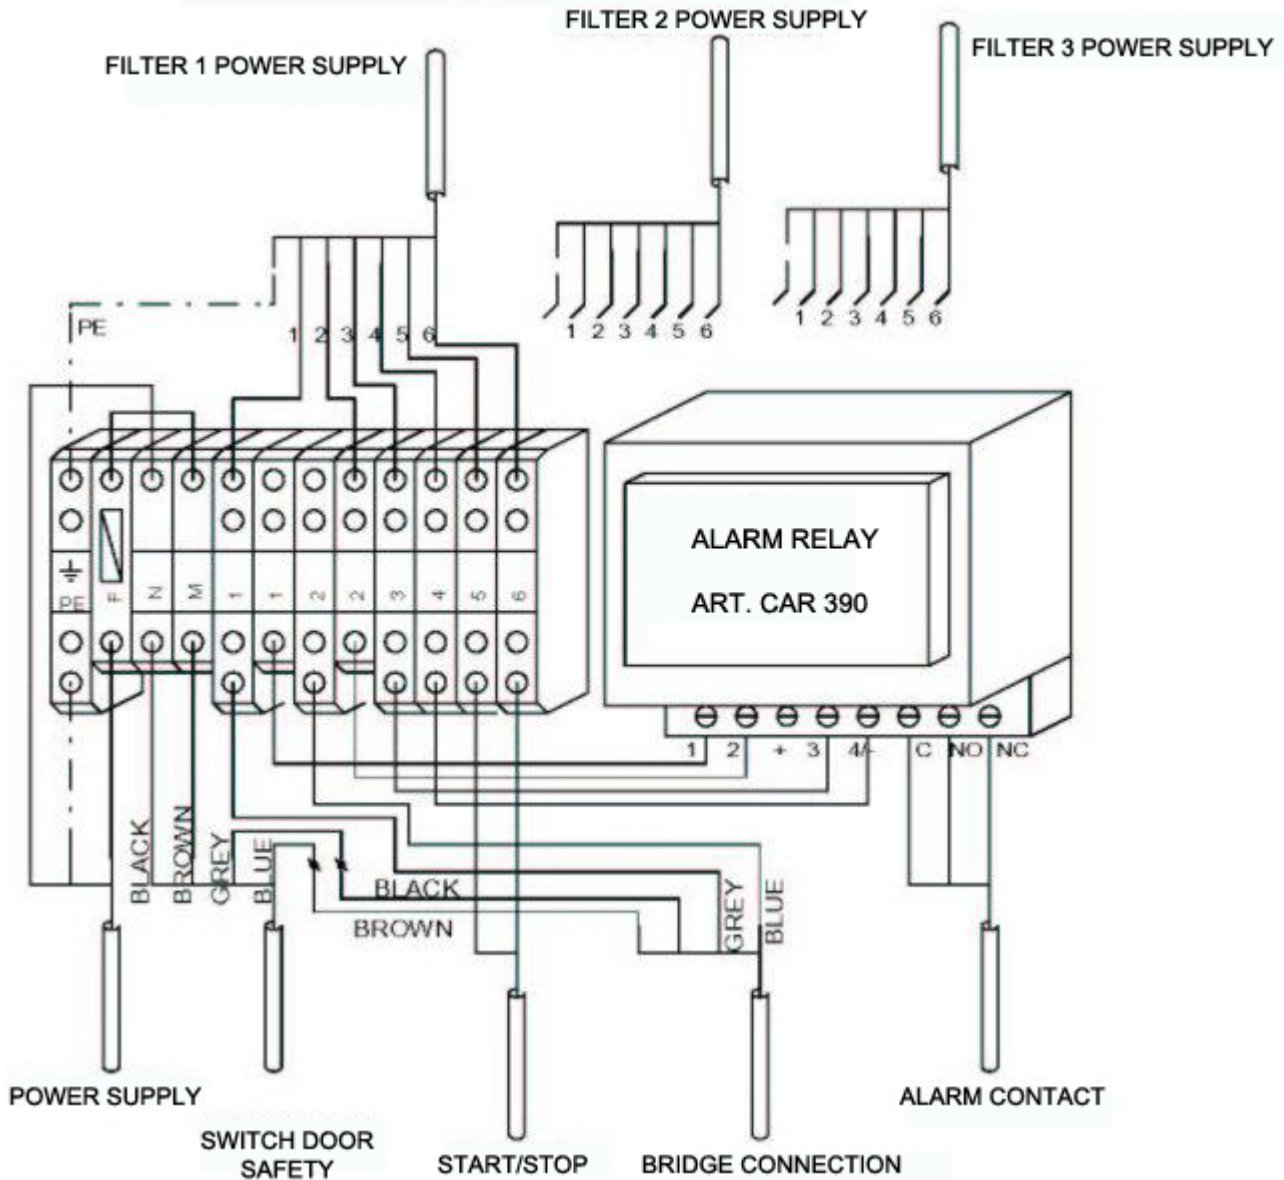 FILTER 2 POWER SUPPLY
FILTER 3 POWER SUPPLY
FILTER 1 POWER SUPPLY
PE
1 2 3 4 5 6
1 2 3 4 5 6
1 2 3 4 5 6
ALARM RELAY
ART. CAR 390
PE F N M 1 1 2 2 3 4 5 6
1 2 + 3 4/- C NO NC
BLACK
BROWN
GREY
BLUE
BLACK
BROWN
GREY
BLUE
POWER SUPPLY
SWITCH DOOR
SAFETY
START/STOP
BRIDGE CONNECTION
ALARM CONTACT